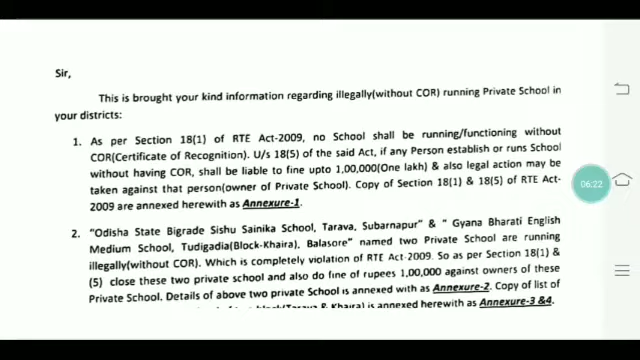 Sir,
This is brought your kind information regarding illegally(without COR) running Private School in
your districts:
1. As per Section 18(1) of RTE Act-2009, no School shall be running/functioning without
COR(Certificate of Recognition). U/s 18(5) of the said Act, if any Person establish or runs School
without having COR, shall be liable to fine upto 1,00,000(One lakh) & also legal action may be
taken against that person(owner of Private School). Copy of Section 18(1) & 18(5) of RTE Act-
2009 are annexed herewith as Annexure-1.
06:22
2. "Odisha State Bigrade Sishu Sainika School, Tarava, Subarnapur" & " Gyana Bharati English
Medium School, Tudigadia(Block-Khaira), Balasore" named two Private School are running
illegally(without COR). Which is completely violation of RTE Act-2009. So as per Section 18(1) &
(5) close these two private school and also do fine of rupees 1,00,000 against owners of these
Private School. Details of above two private School is annexed with as Annexure-2. Copy of list of
(Tarava & Khaira) is annexed herewith as Annexure-3 &4.